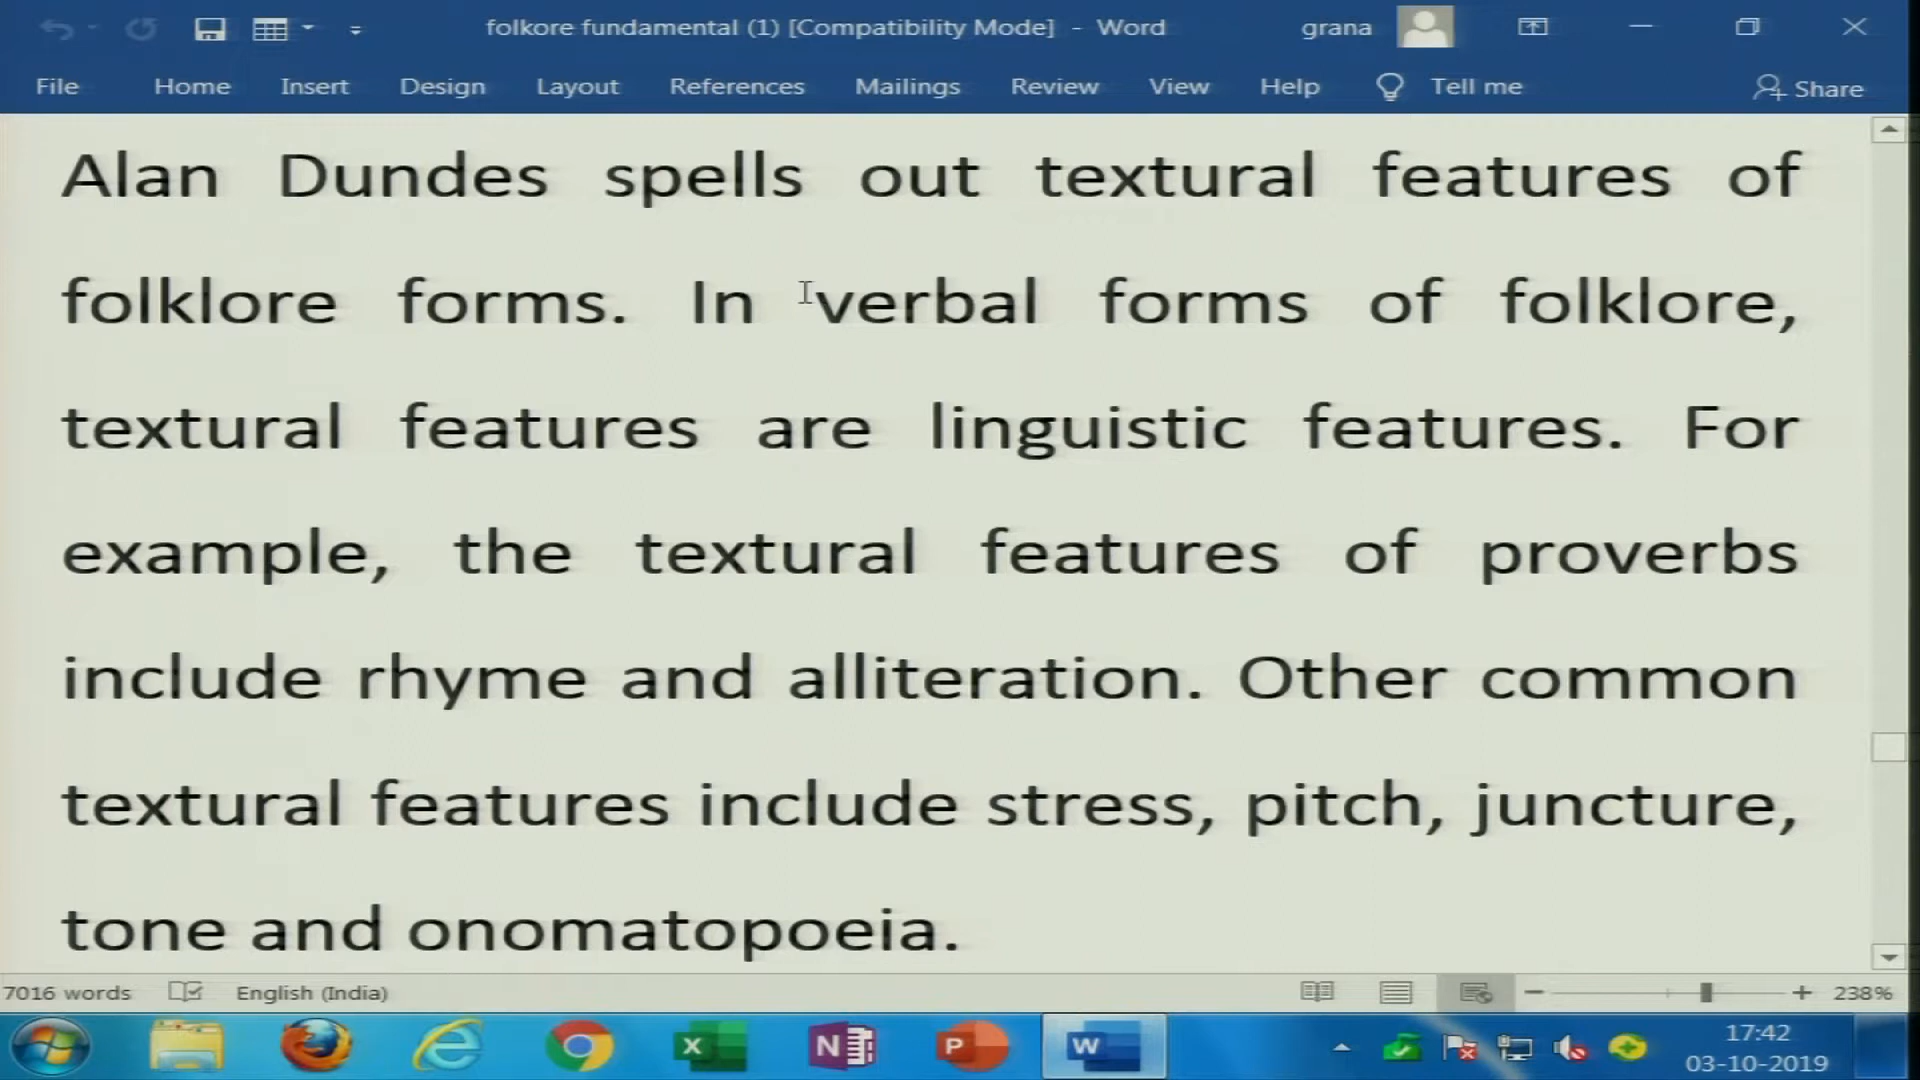 folkore fundamental (1) [Compatibility Mode] - Word
grana
File Home Insert Design Layout References Mailings Review View Help Tell me Share
Alan Dundes spells out textural features of
folklore forms. In verbal forms of folklore,
textural features are linguistic features. For
example, the textural features of proverbs
include rhyme and alliteration. Other common
textural features include stress, pitch, juncture,
tone and onomatopoeia.
7016 words English (India) 238%
17:42
03-10-2019